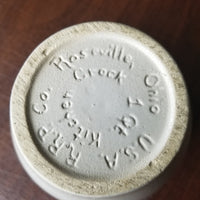 R.R.P. Co. Roseville, Ohio U.S.A
Kitchen Crock 1 Qt.